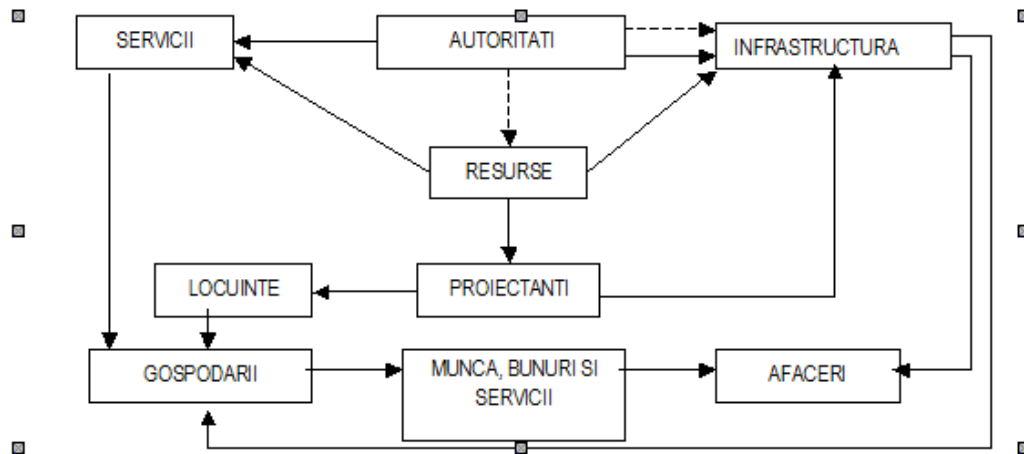 SERVICII
AUTORITATI
INFRASTRUCTURA
RESURSE
LOCUINTE
PROIECTANTI
GOSPODARII
MUNCA, BUNURI SI
SERVICII
AFACERI